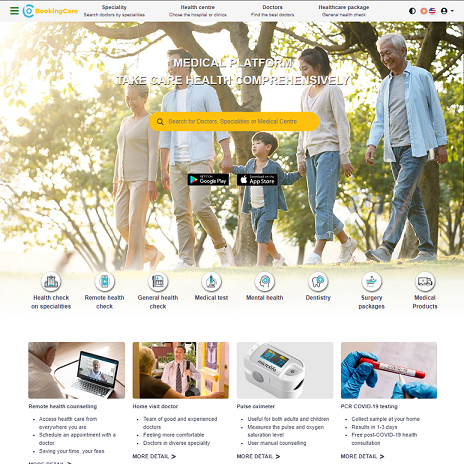 BookingCare
Speciality
Search doctors by specialities
Health centre
Chose the hospital or clinics
Doctors
Find the best doctors
Healthcare package
General health check
MEDICAL PLATFORM
TAKE CARE HEALTH COMPREHENSIVELY
Search for Doctors, Specialities or Medical Centre
GET IT ON
Google Play
Download on the
App Store
Health check
on specialities
Remote health
check
General health
check
Medical test
Mental health
Dentistry
Surgery
packages
Medical
Products
Remote health counselling
Access health care from
everywhere you are
Schedule an appointment with a
doctor
Saving your time, your fees
MORE DETAIL >
Home visit doctor
Team of good and experienced
doctors
Feeling more comfortable
Doctors in diverse speciality
MORE DETAIL >
microlife
Pulse oximeter
Useful for both adults and children
Measures the pulse and oxygen
saturation level
User manual counselling
MORE DETAIL >
PCR COVID-19 testing
Collect sample at your home
Results in 1-3 days
Free post-COVID-19 health
consultation
MORE DETAIL >